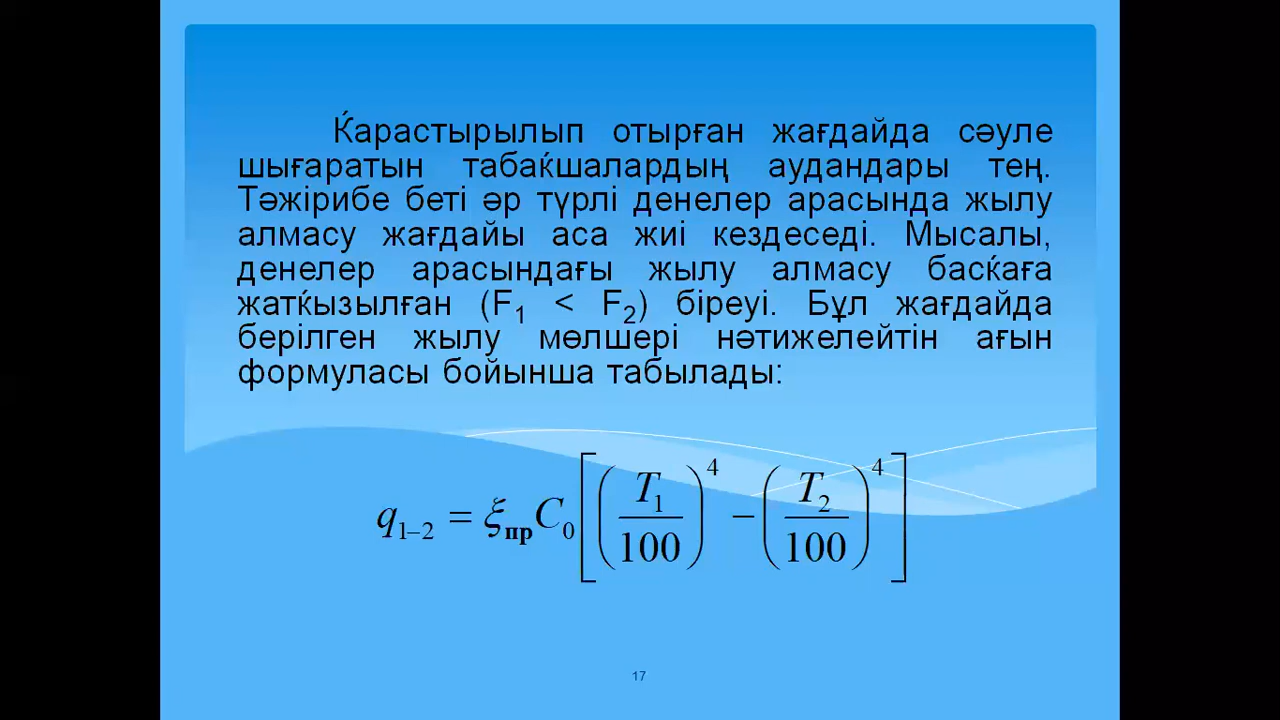 Ќарастырылып отырған жағдайда сәуле
шығаратын табаќшалардың аудандары тең.
Тәжірибе беті әр түрлі денелер арасында жылу
алмасу жағдайы аса жиі кездеседі. Мысалы,
денелер арасындағы жылу алмасу басќаға
жатќызылған (F₁ < F₂) біреуі. Бұл жағдайда
берілген жылу мөлшері нәтижелейтін ағын
формуласы бойынша табылады:
q₁₋₂ = ξпр C₀ [(T₁/100)⁴ − (T₂/100)⁴]
17